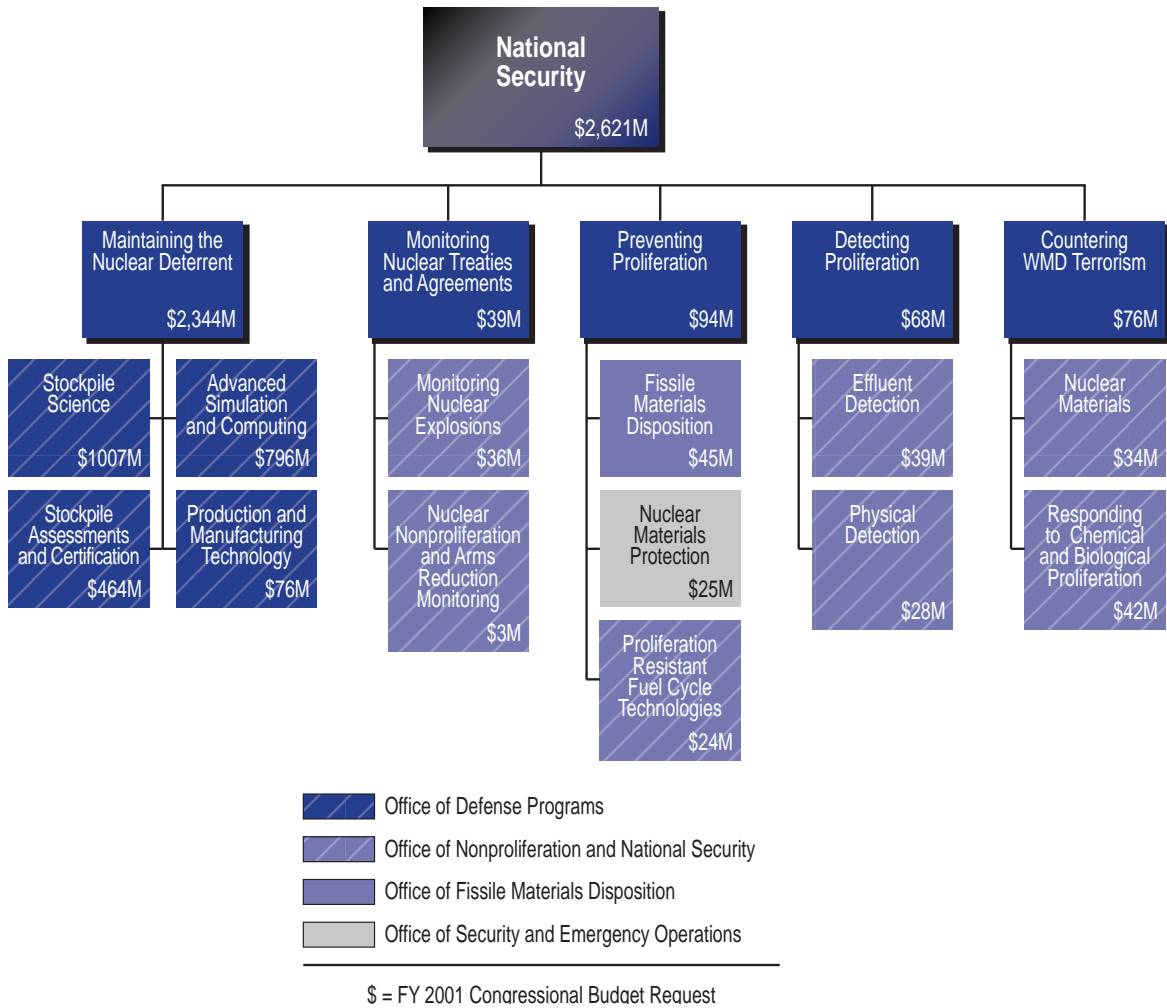 National
Security
$2,621M
Maintaining the
Nuclear Deterrent
$2,344M
Monitoring
Nuclear Treaties
and Agreements
$39M
Preventing
Proliferation
$94M
Detecting
Proliferation
$68M
Countering
WMD Terrorism
$76M
Stockpile
Science
$1007M
Advanced
Simulation
and Computing
$796M
Stockpile
Assessments
and Certification
$464M
Production and
Manufacturing
Technology
$76M
Monitoring
Nuclear
Explosions
$36M
Nuclear
Nonproliferation
and Arms
Reduction
Monitoring
$3M
Fissile
Materials
Disposition
$45M
Nuclear
Materials
Protection
$25M
Proliferation
Resistant
Fuel Cycle
Technologies
$24M
Effluent
Detection
$39M
Physical
Detection
$28M
Nuclear
Materials
$34M
Responding
to Chemical
and Biological
Proliferation
$42M
Office of Defense Programs
Office of Nonproliferation and National Security
Office of Fissile Materials Disposition
Office of Security and Emergency Operations
$ = FY 2001 Congressional Budget Request